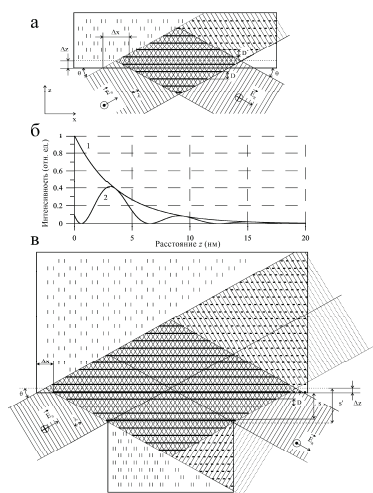 а
Δz
Δx
D
D
θ
θ
z
x
б
Интенсивность (отн. ед.)
1
0.8
0.6
0.4
0.2
0
1
2
0
5
10
15
20
Расстояние z (нм)
в
Δx
θ
D
s
s'
Δz